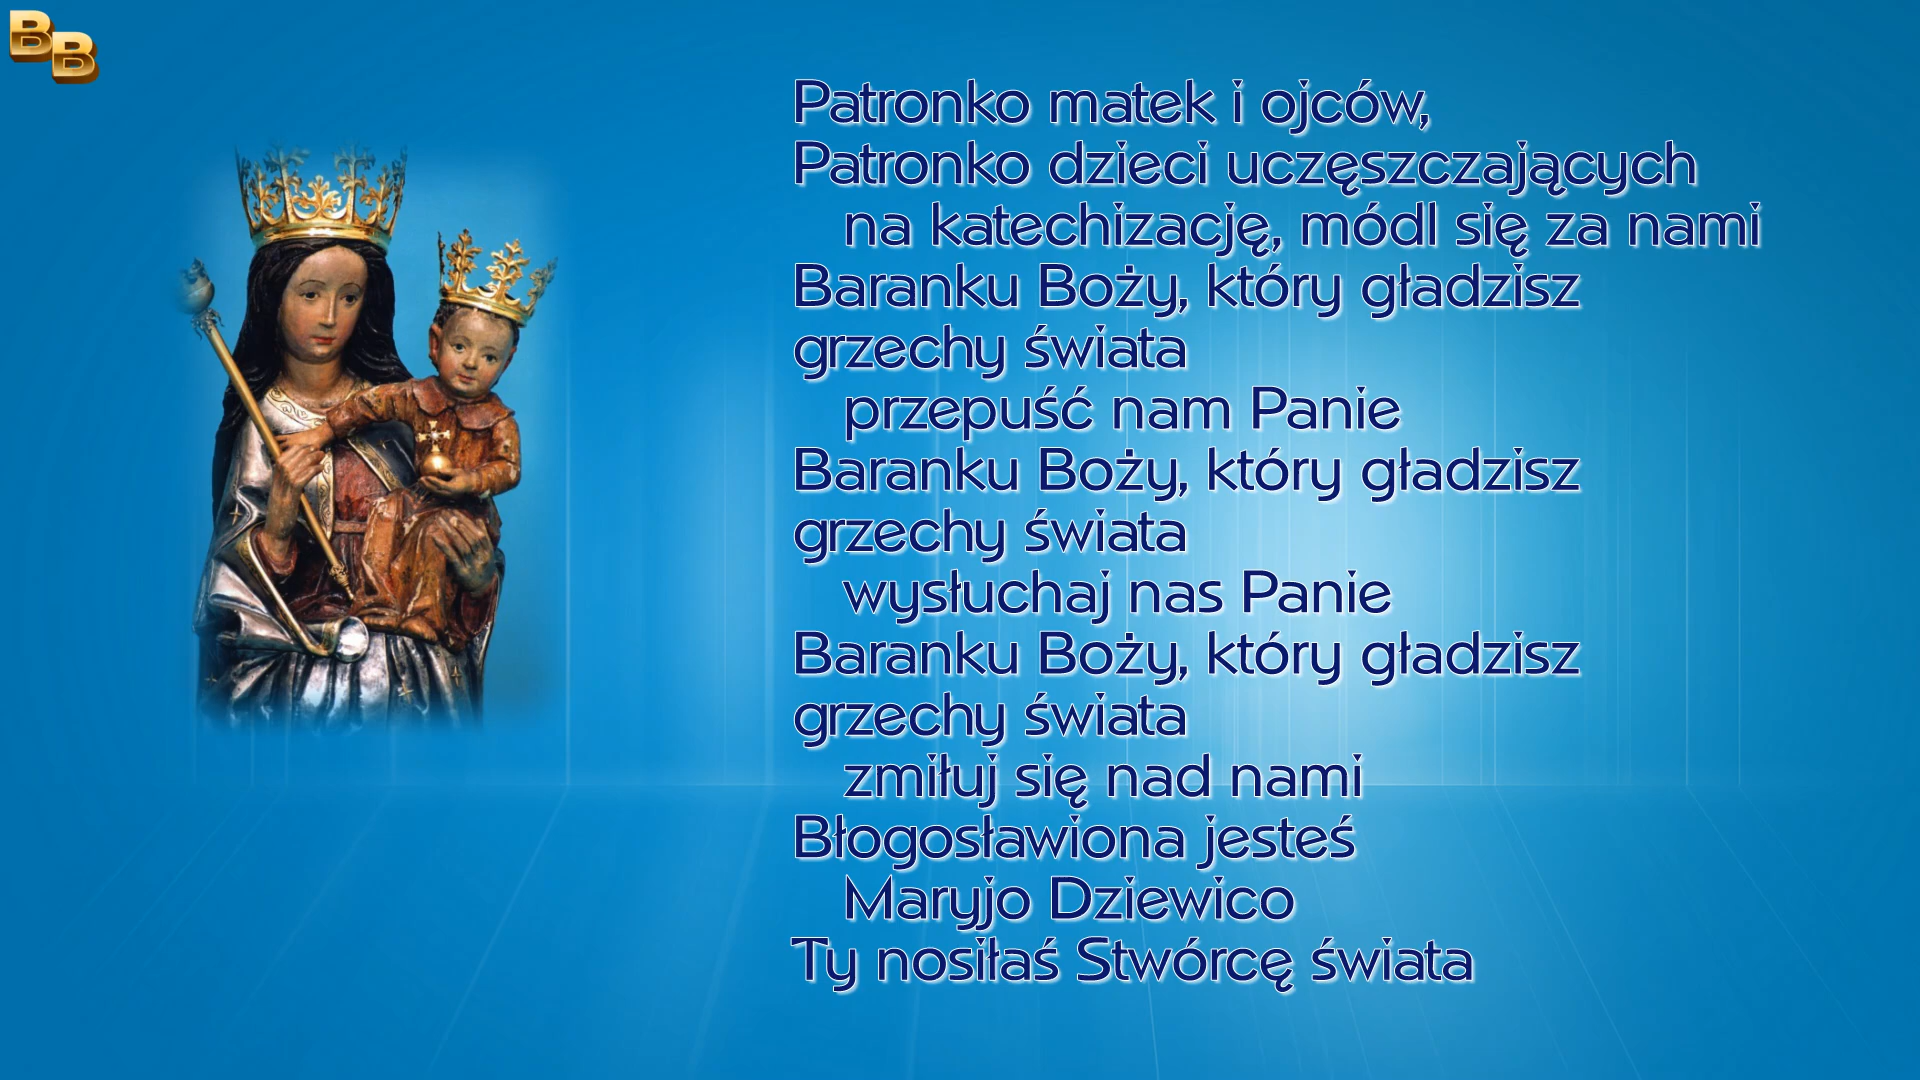 BB
Patronko matek i ojców,
Patronko dzieci uczęszczających
na katechizację, módl się za nami
Baranku Boży, który gładzisz
grzechy świata
przepuść nam Panie
Baranku Boży, który gładzisz
grzechy świata
wysłuchaj nas Panie
Baranku Boży, który gładzisz
grzechy świata
zmiłuj się nad nami
Błogosławiona jesteś
Maryjo Dziewico
Ty nosiłaś Stwórcę świata